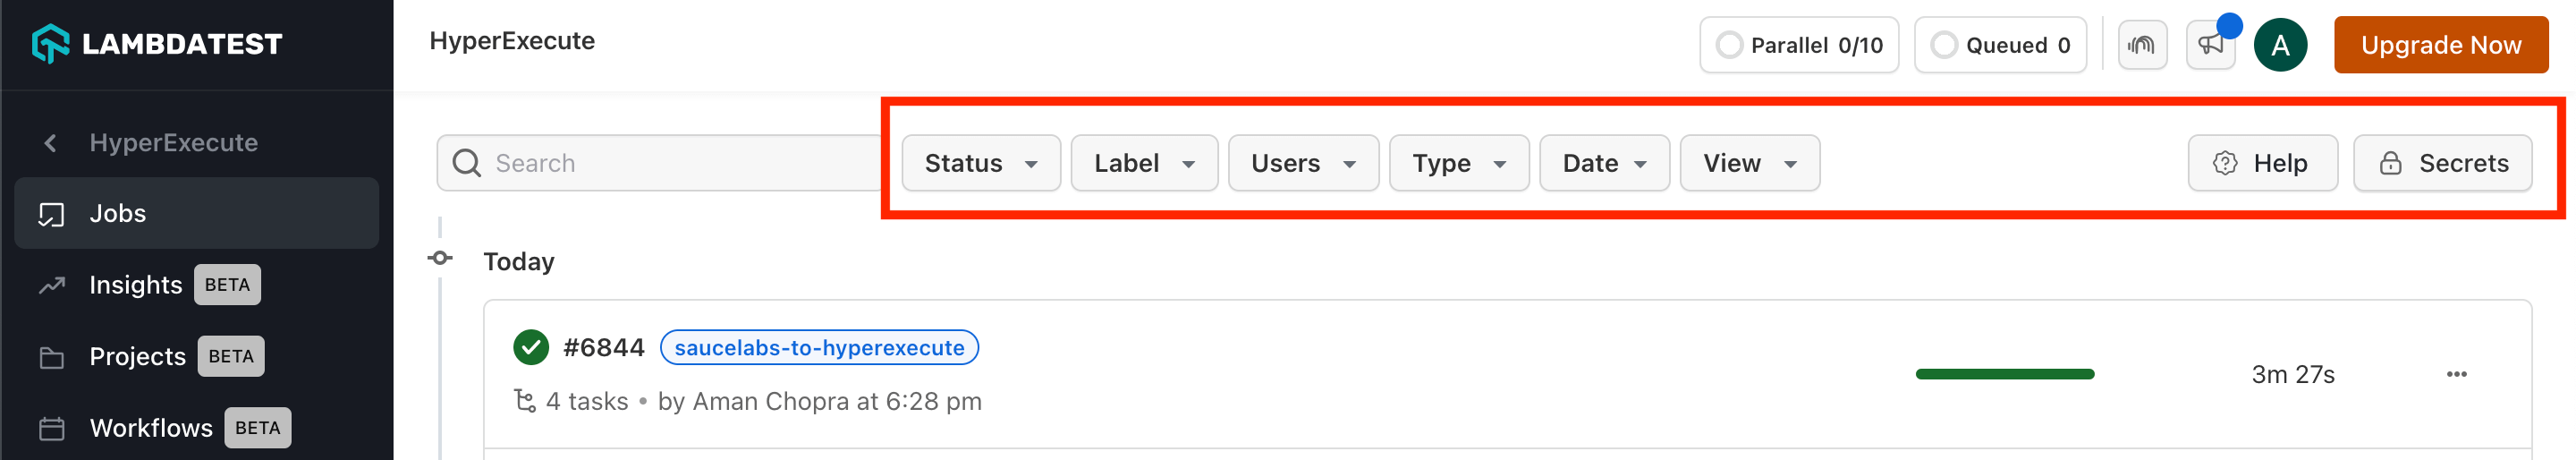 LAMBDATEST
HyperExecute
Parallel 0/10
Queued 0
A
Upgrade Now
HyperExecute
Search
Status
Label
Users
Type
Date
View
Help
Secrets
Jobs
Today
Insights BETA
#6844 saucelabs-to-hyperexecute
3m 27s
Projects BETA
4 tasks • by Aman Chopra at 6:28 pm
Workflows BETA